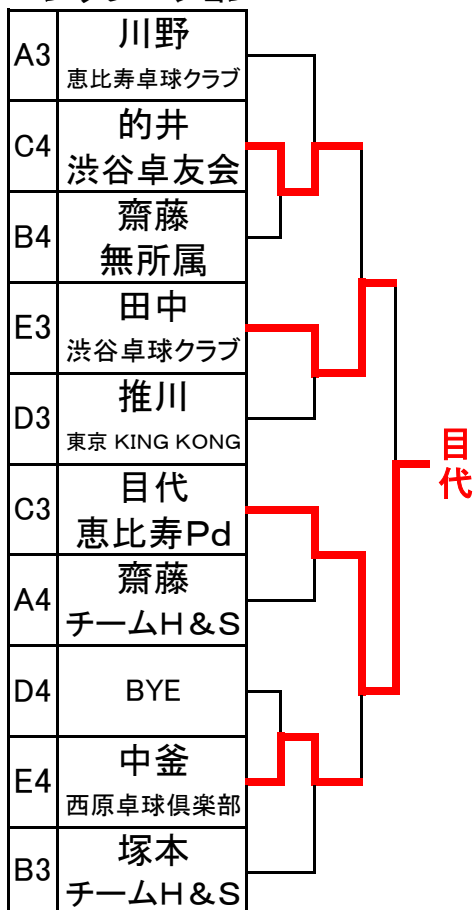 A3
川野
恵比寿卓球クラブ
C4
的井
渋谷卓友会
B4
齋藤
無所属
E3
田中
渋谷卓球クラブ
D3
推川
東京 KING KONG
C3
目代
恵比寿Pd
A4
齋藤
チームH&S
D4
BYE
E4
中釜
西原卓球倶楽部
B3
塚本
チームH&S
目代